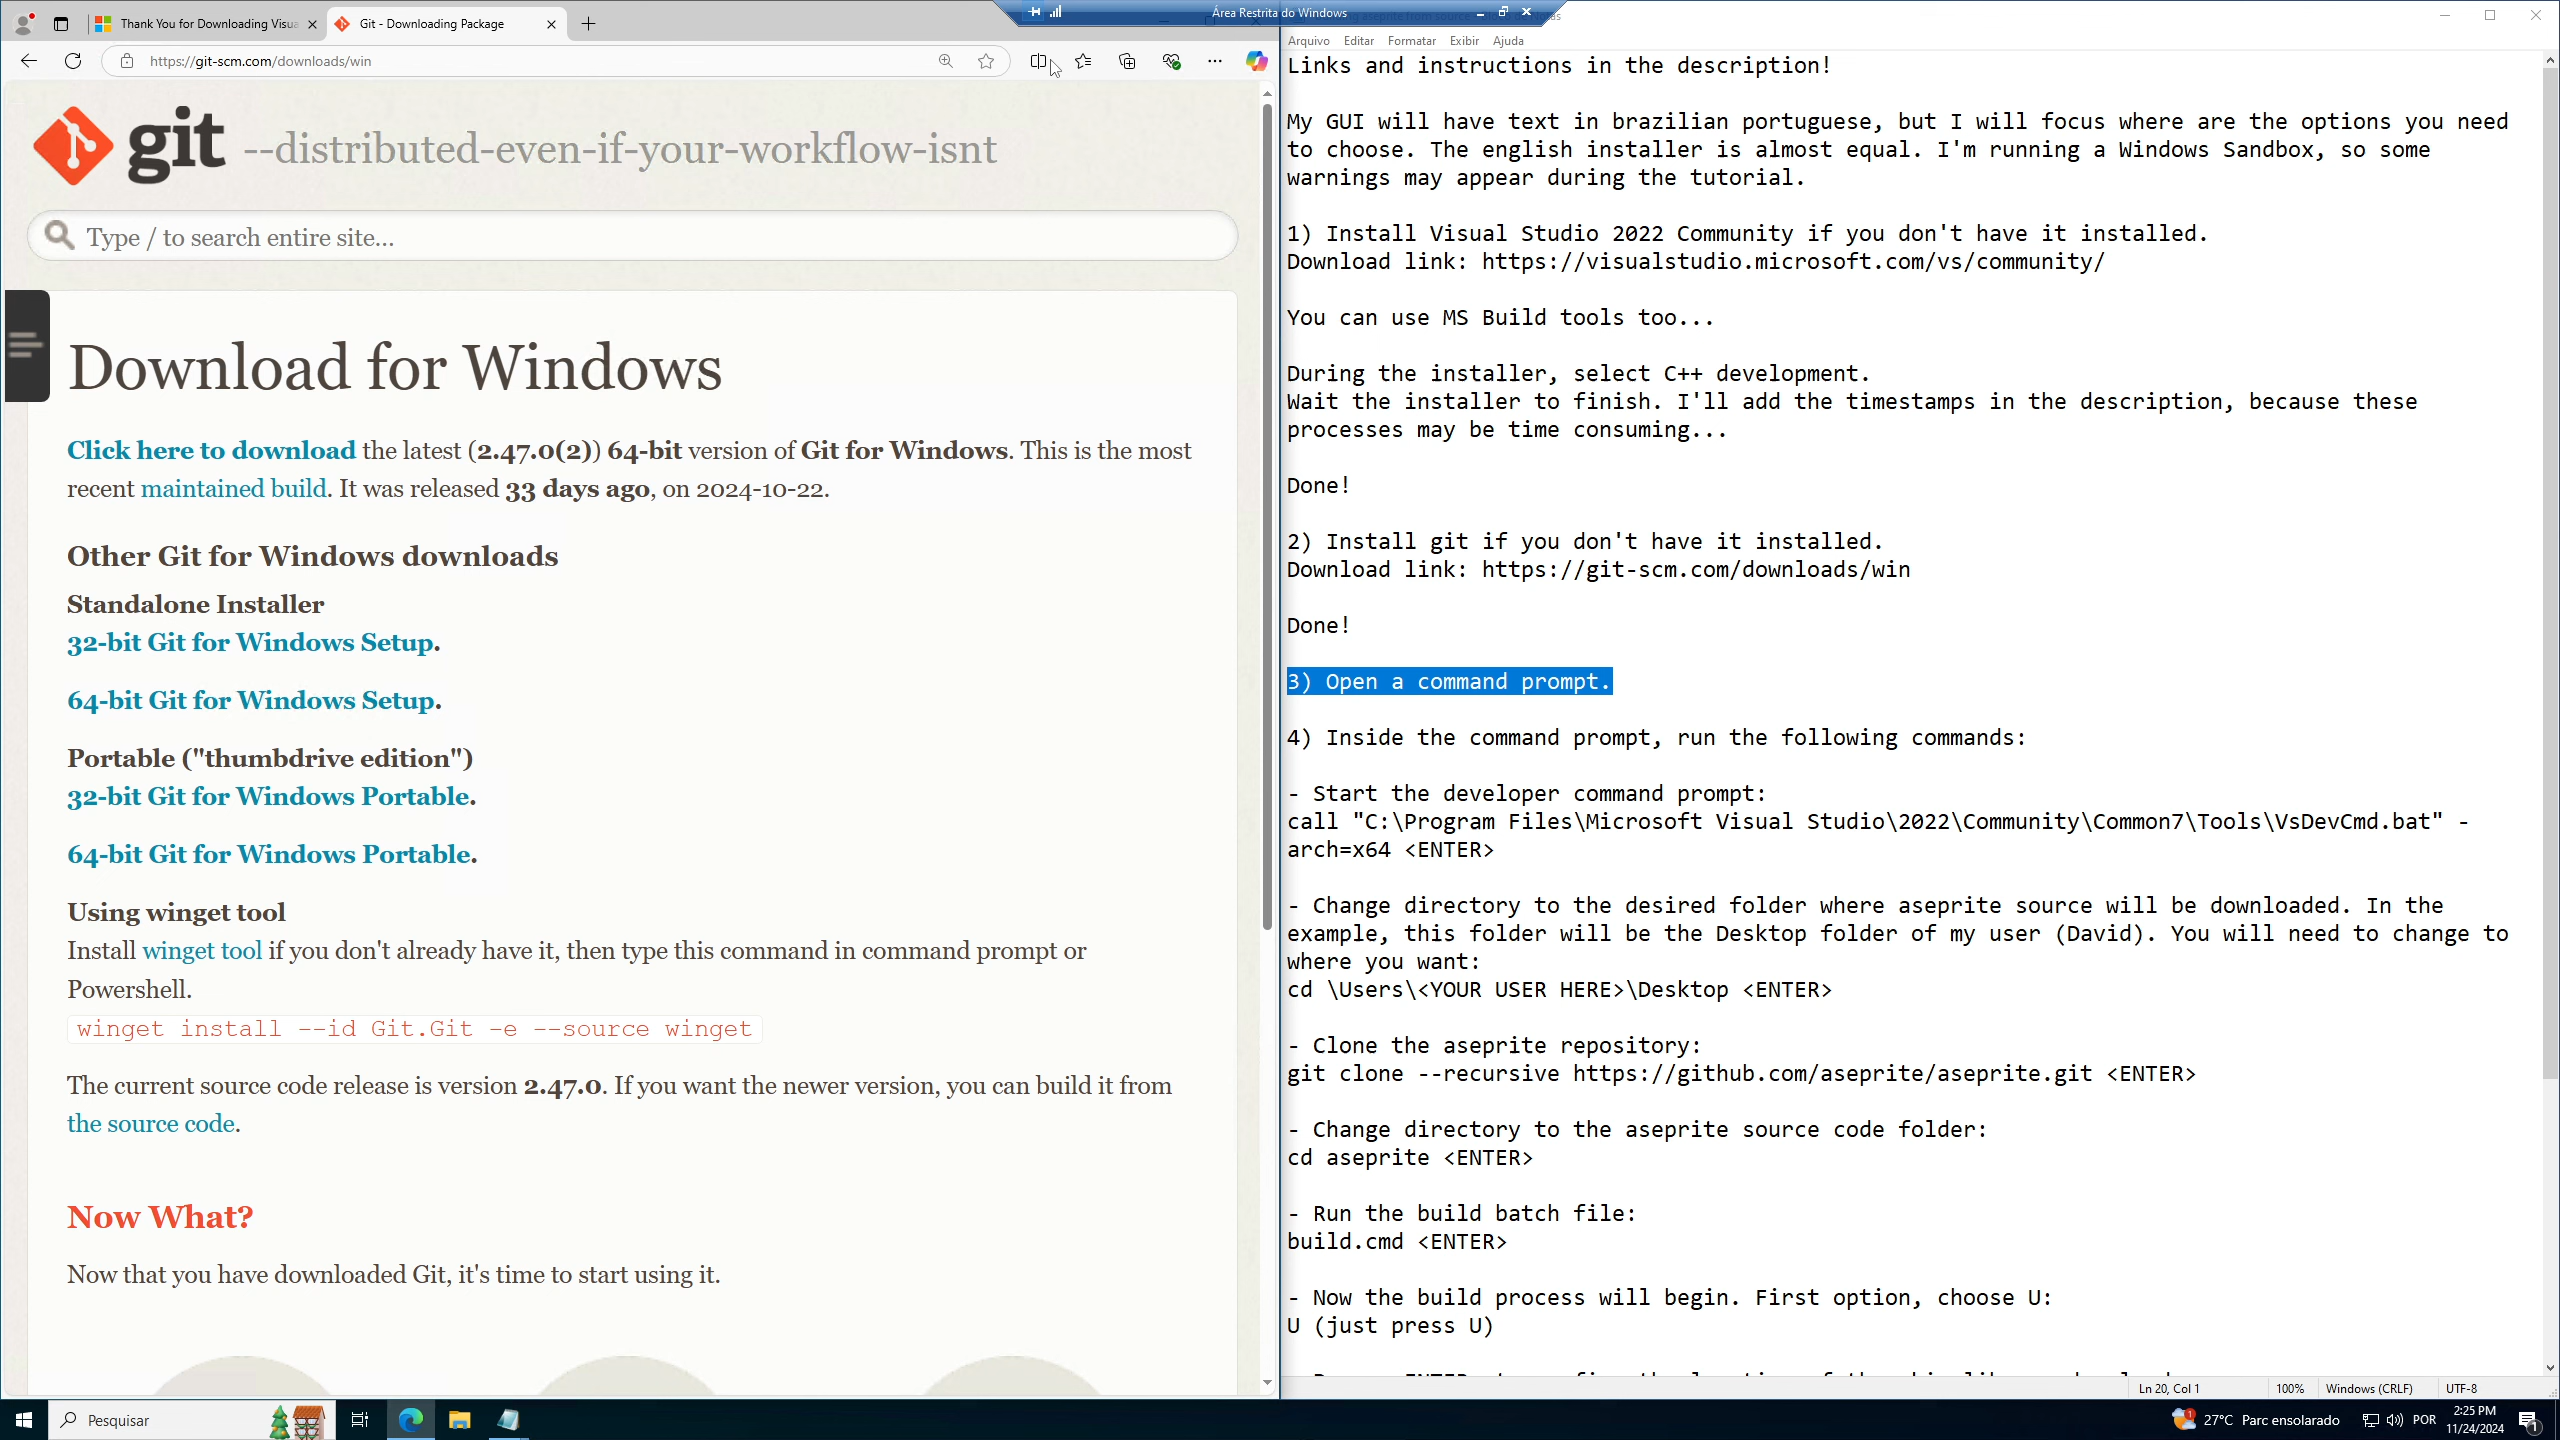 Thank You for Downloading Visua
Git - Downloading Package
Área Restrita do Windows
https://git-scm.com/downloads/win
git --distributed-even-if-your-workflow-isnt
Type / to search entire site...
Download for Windows
Click here to download the latest (2.47.0(2)) 64-bit version of Git for Windows. This is the most
recent maintained build. It was released 33 days ago, on 2024-10-22.
Other Git for Windows downloads
Standalone Installer
32-bit Git for Windows Setup.
64-bit Git for Windows Setup.
Portable ("thumbdrive edition")
32-bit Git for Windows Portable.
64-bit Git for Windows Portable.
Using winget tool
Install winget tool if you don't already have it, then type this command in command prompt or
Powershell.
winget install --id Git.Git -e --source winget
The current source code release is version 2.47.0. If you want the newer version, you can build it from
the source code.
Now What?
Now that you have downloaded Git, it's time to start using it.
Arquivo Editar Formatar Exibir Ajuda
Links and instructions in the description!
My GUI will have text in brazilian portuguese, but I will focus where are the options you need
to choose. The english installer is almost equal. I'm running a Windows Sandbox, so some
warnings may appear during the tutorial.
1) Install Visual Studio 2022 Community if you don't have it installed.
Download link: https://visualstudio.microsoft.com/vs/community/
You can use MS Build tools too...
During the installer, select C++ development.
Wait the installer to finish. I'll add the timestamps in the description, because these
processes may be time consuming...
Done!
2) Install git if you don't have it installed.
Download link: https://git-scm.com/downloads/win
Done!
3) Open a command prompt.
4) Inside the command prompt, run the following commands:
- Start the developer command prompt:
call "C:\Program Files\Microsoft Visual Studio\2022\Community\Common7\Tools\VsDevCmd.bat" -
arch=x64 <ENTER>
- Change directory to the desired folder where aseprite source will be downloaded. In the
example, this folder will be the Desktop folder of my user (David). You will need to change to
where you want:
cd \Users\<YOUR USER HERE>\Desktop <ENTER>
- Clone the aseprite repository:
git clone --recursive https://github.com/aseprite/aseprite.git <ENTER>
- Change directory to the aseprite source code folder:
cd aseprite <ENTER>
- Run the build batch file:
build.cmd <ENTER>
- Now the build process will begin. First option, choose U:
U (just press U)
Ln 20, Col 1
100%
Windows (CRLF)
UTF-8
Pesquisar
1
27°C Parc ensolarado
POR
2:25 PM
11/24/2024
1